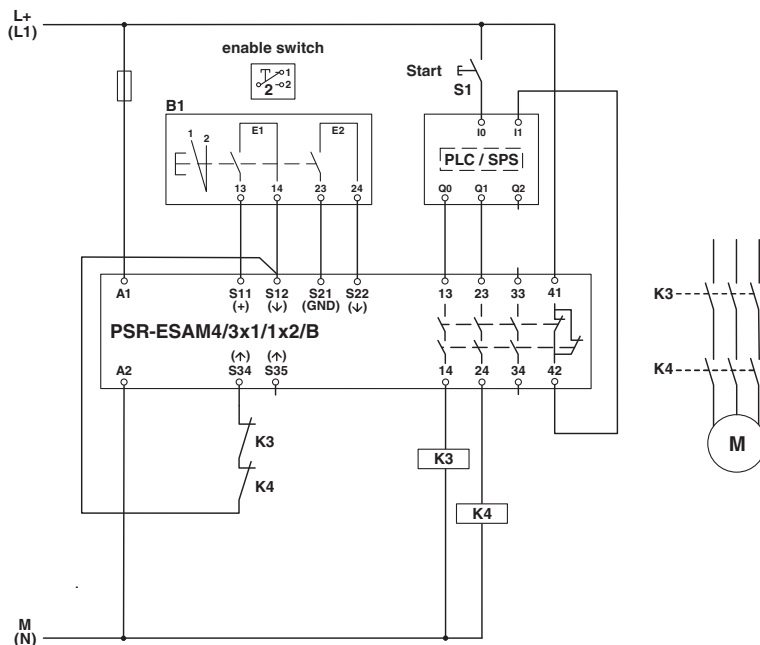 L+
(L1)
enable switch
1
2
2
Start
S1
B1
1 2
E1 E2
13 14 23 24
I0 I1
PLC / SPS
Q0 Q1 Q2
A1 S11 S12 S21 S22 13 23 33 41
(+) (↓) (GND) (↓)
PSR-ESAM4/3x1/1x2/B
(↑) (↑)
A2 S34 S35 14 24 34 42
K3
K4
K3
K4
K3
K4
M
M
(N)